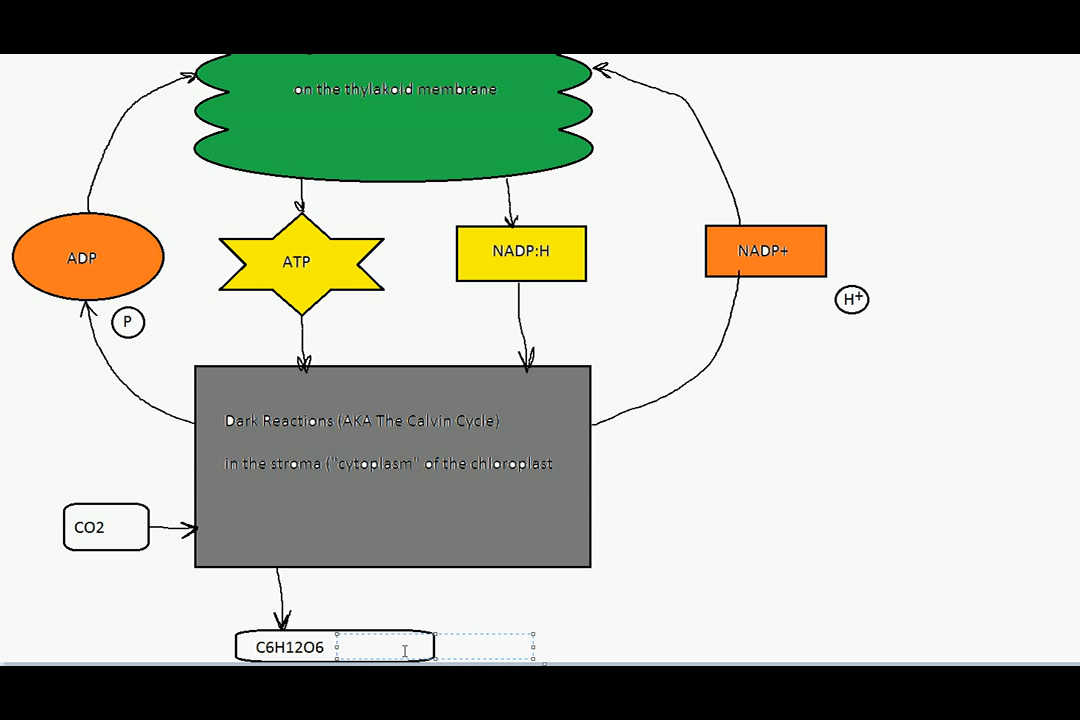 on the thylakoid membrane
ADP
ATP
NADP:H
NADP+
P
H+
Dark Reactions (AKA The Calvin Cycle)
in the stroma ("cytoplasm" of the chloroplast
CO2
C6H12O6